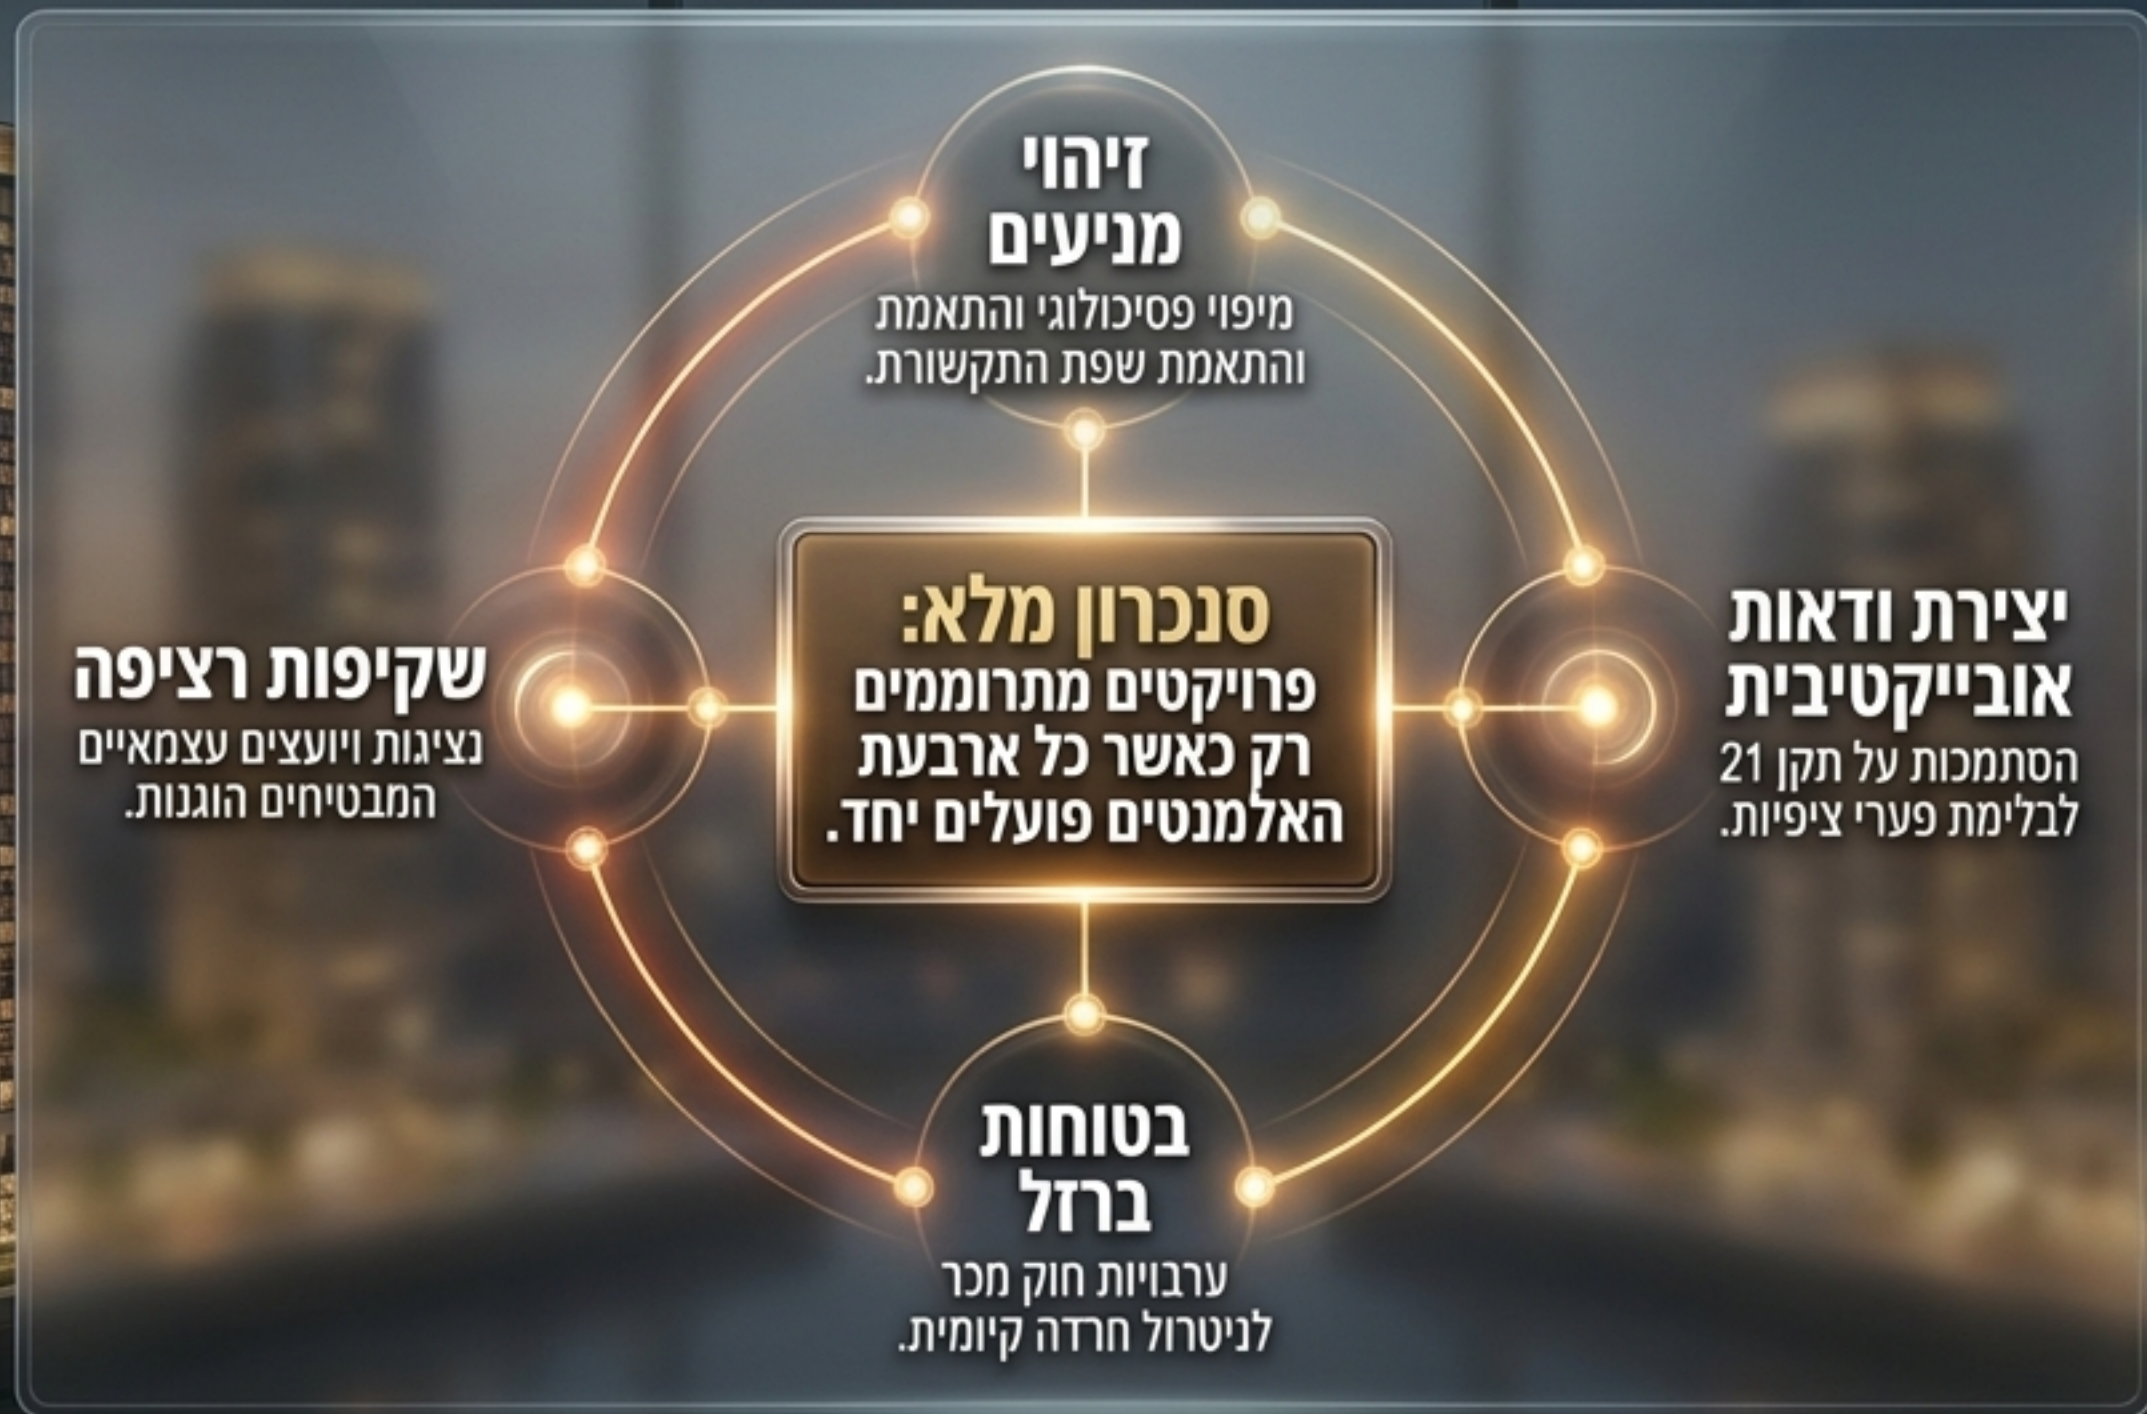 זיהוי
מניעים
מיפוי פסיכולוגי והתאמת
והתאמת שפת התקשורת.
יצירת ודאות
אובייקטיבית
הסתמכות על תקן 21
לבלימת פערי ציפיות.
סנכרון מלא:
פרויקטים מתרוממים
רק כאשר כל ארבעת
האלמנטים פועלים יחד.
שקיפות רציפה
נציגות ויועצים עצמאיים
המבטיחים הוגנות.
בטוחות
ברזל
ערבויות חוק מכר
לניטרול חרדה קיומית.